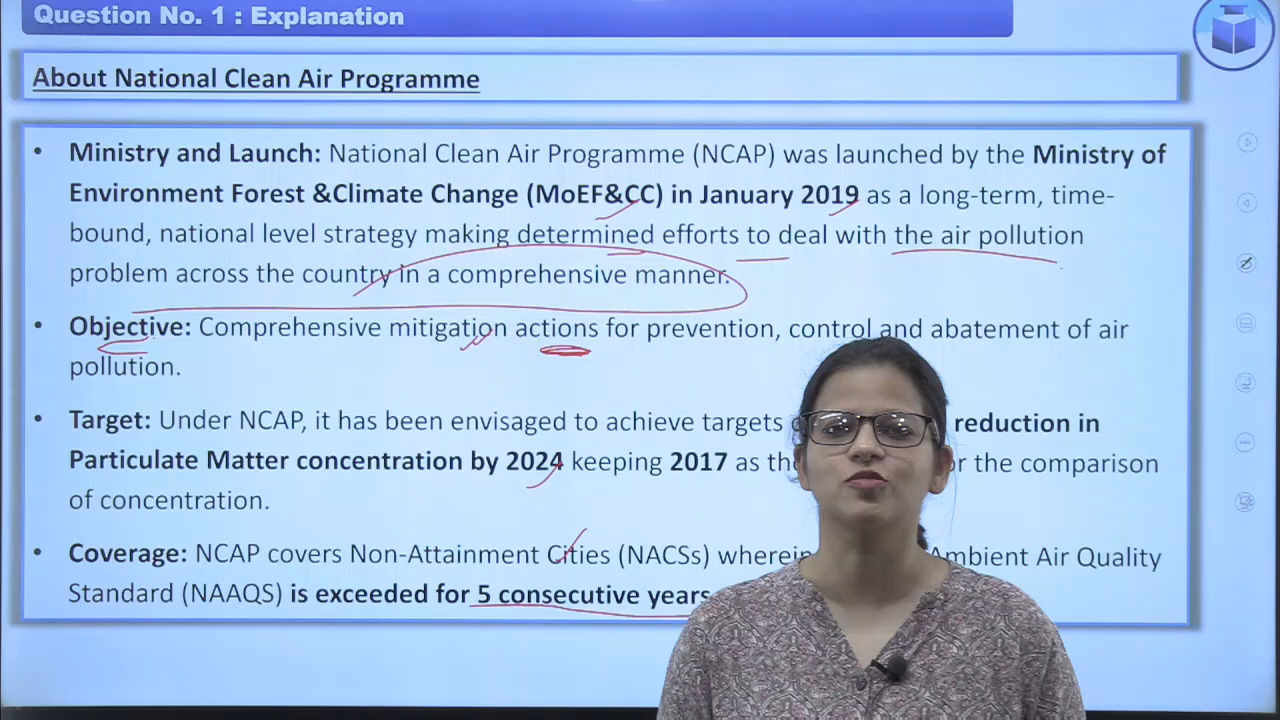 Question No. 1 : Explanation
About National Clean Air Programme
• Ministry and Launch: National Clean Air Programme (NCAP) was launched by the Ministry of
Environment Forest &Climate Change (MoEF&CC) in January 2019 as a long-term, time-
bound, national level strategy making determined efforts to deal with the air pollution
problem across the country in a comprehensive manner.
• Objective: Comprehensive mitigation actions for prevention, control and abatement of air
pollution.
• Target: Under NCAP, it has been envisaged to achieve targets reduction in
Particulate Matter concentration by 2024 keeping 2017 as the comparison
of concentration.
• Coverage: NCAP covers Non-Attainment Cities (NACSs) wherein Ambient Air Quality
Standard (NAAQS) is exceeded for 5 consecutive years